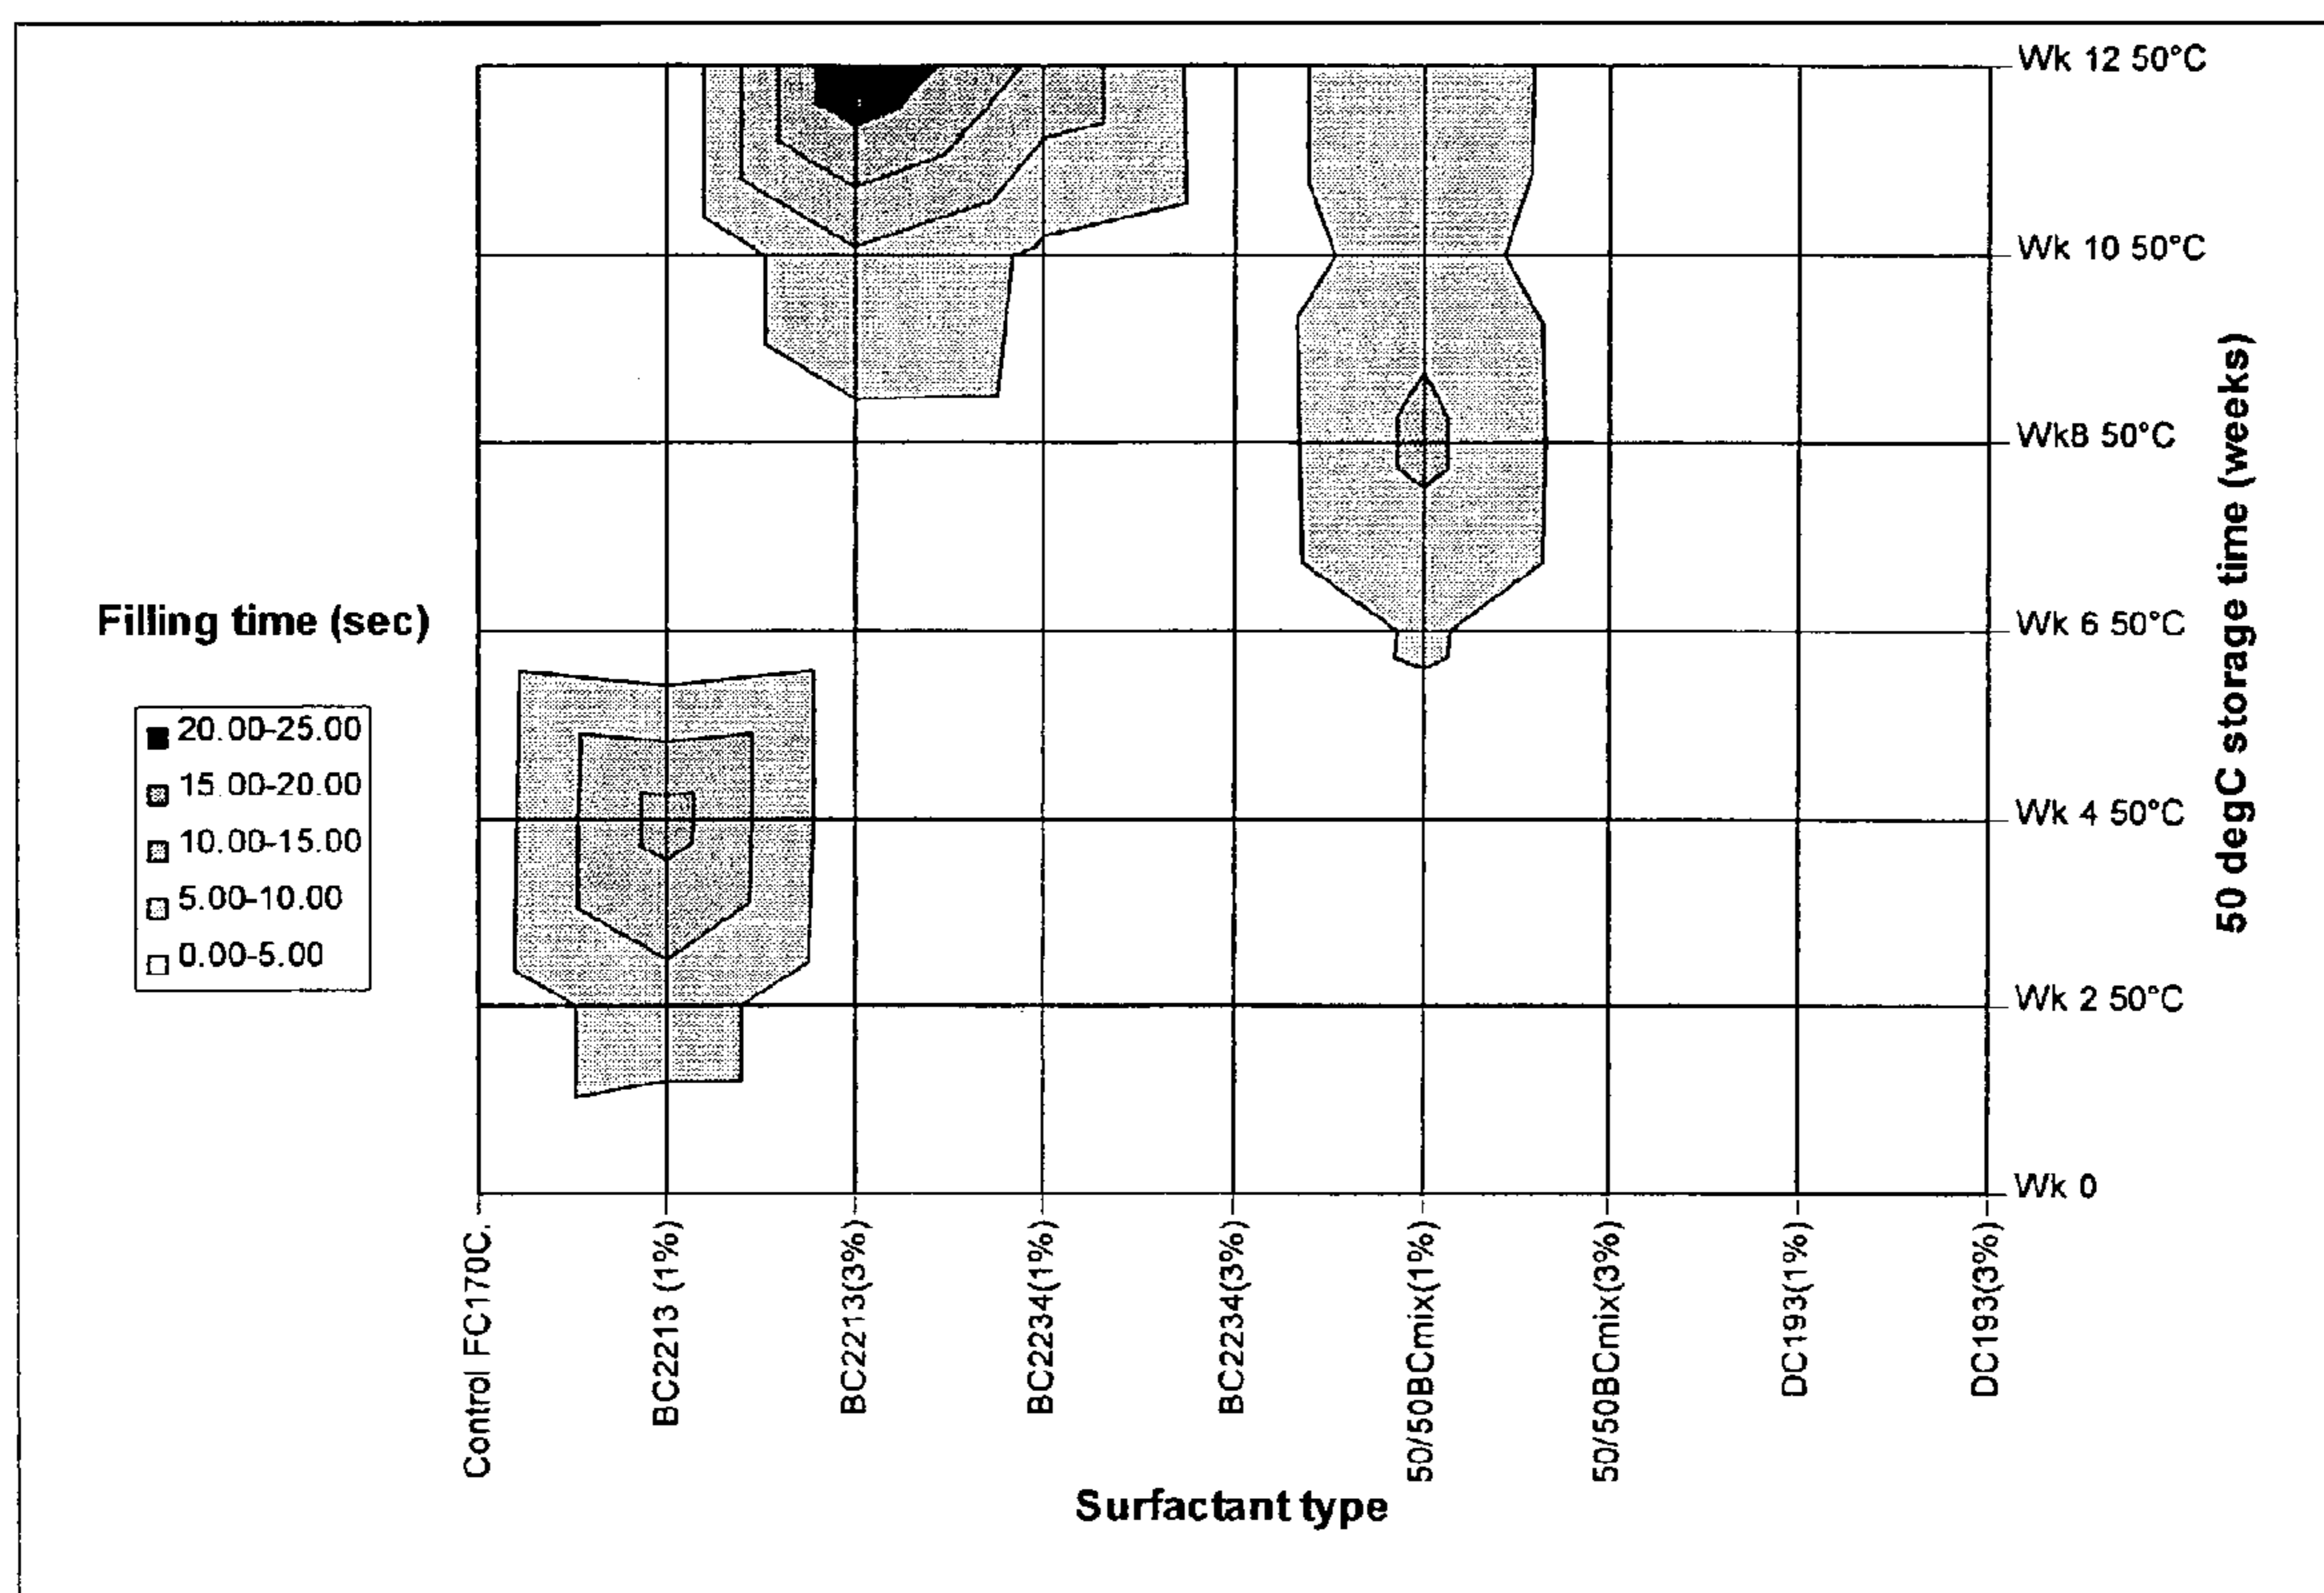 Wk 12 50°C
Wk 10 50°C
Wk8 50°C
Wk 6 50°C
Wk 4 50°C
Wk 2 50°C
Wk 0
50 degC storage time (weeks)
Filling time (sec)
20.00-25.00
15.00-20.00
10.00-15.00
5.00-10.00
0.00-5.00
Control FC170C.
BC2213 (1%)
BC2213(3%)
BC2234(1%)
BC2234(3%)
50/50BCmix(1%)
50/50BCmix(3%)
DC193(1%)
DC193(3%)
Surfactant type